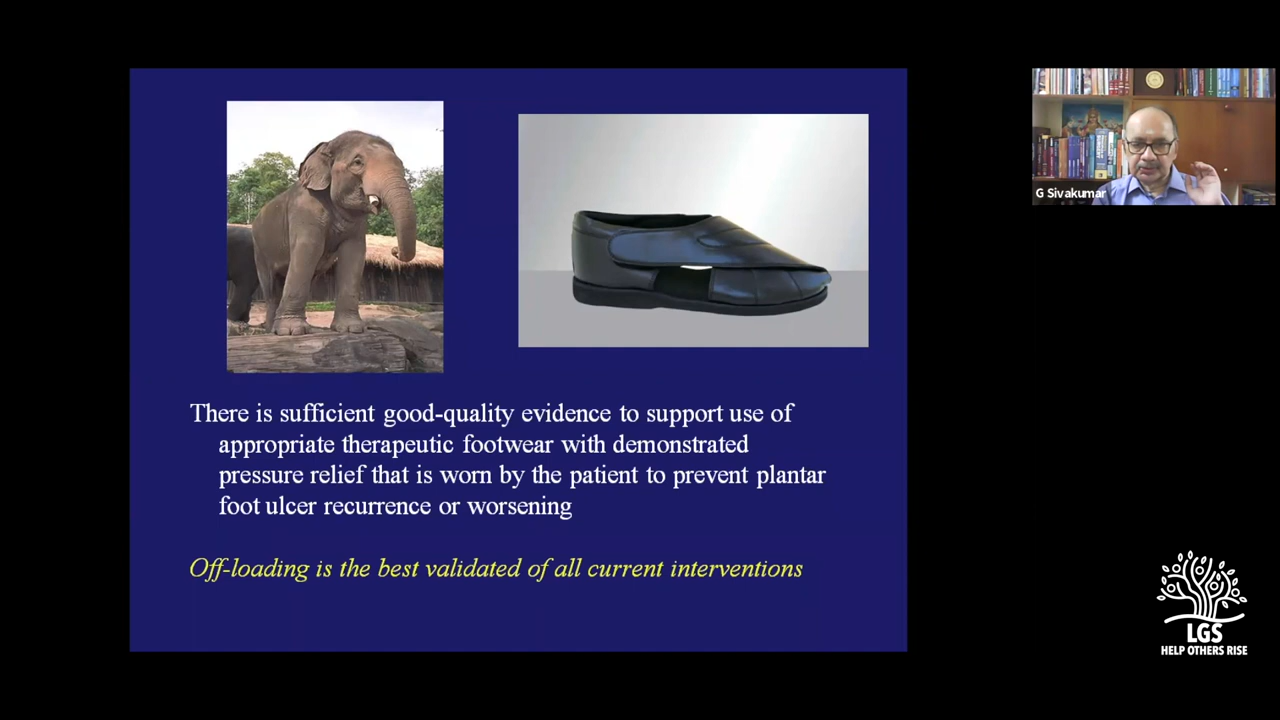 G Sivakumar
There is sufficient good-quality evidence to support use of
appropriate therapeutic footwear with demonstrated
pressure relief that is worn by the patient to prevent plantar
foot ulcer recurrence or worsening
Off-loading is the best validated of all current interventions
LGS
HELP OTHERS RISE